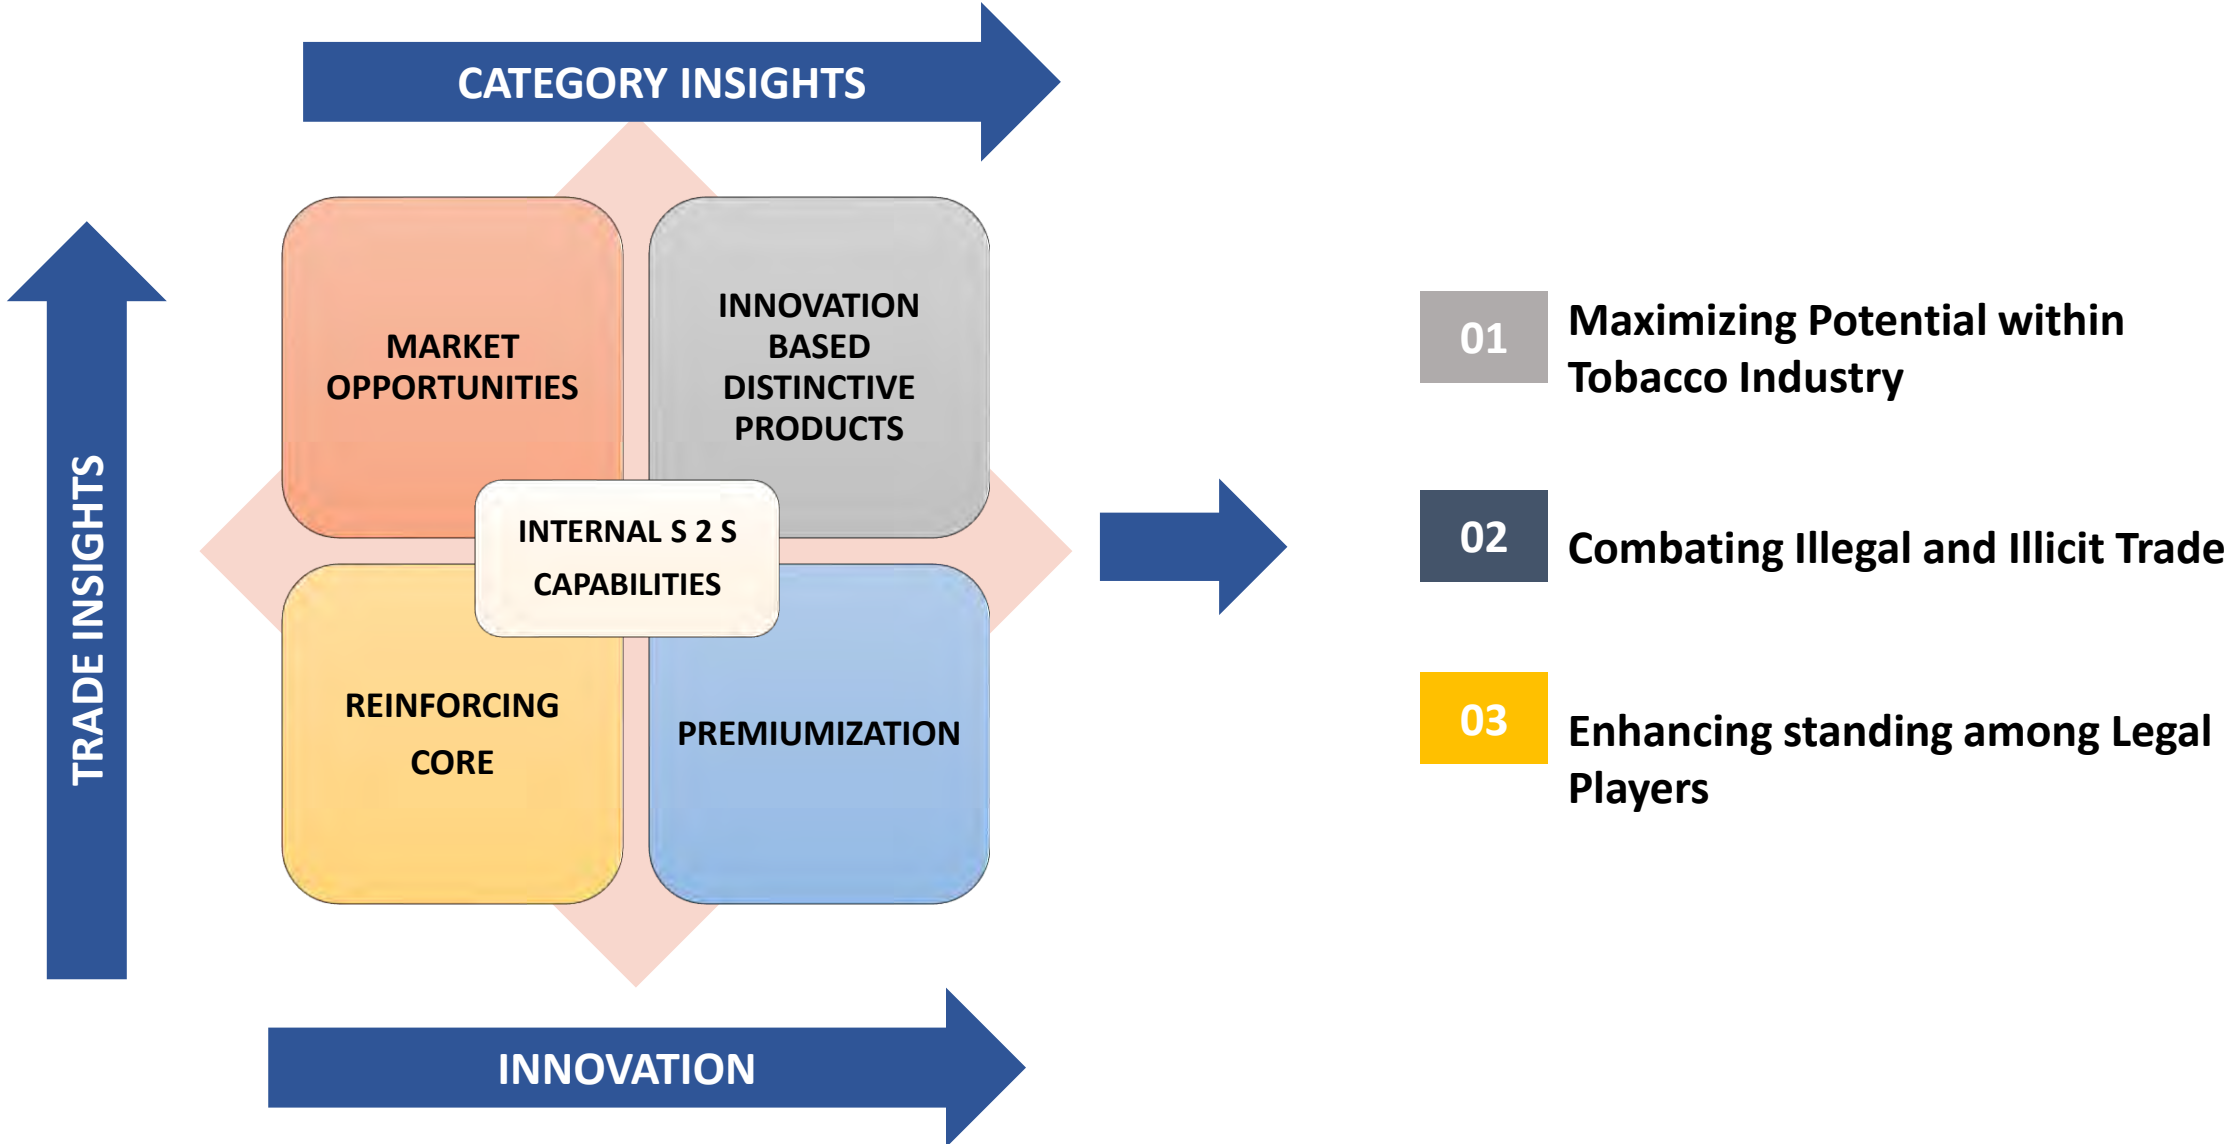 CATEGORY INSIGHTS
TRADE INSIGHTS
MARKET
OPPORTUNITIES
INNOVATION
BASED
DISTINCTIVE
PRODUCTS
INTERNAL S 2 S
CAPABILITIES
REINFORCING
CORE
PREMIUMIZATION
INNOVATION
01
Maximizing Potential within
Tobacco Industry
02
Combating Illegal and Illicit Trade
03
Enhancing standing among Legal
Players